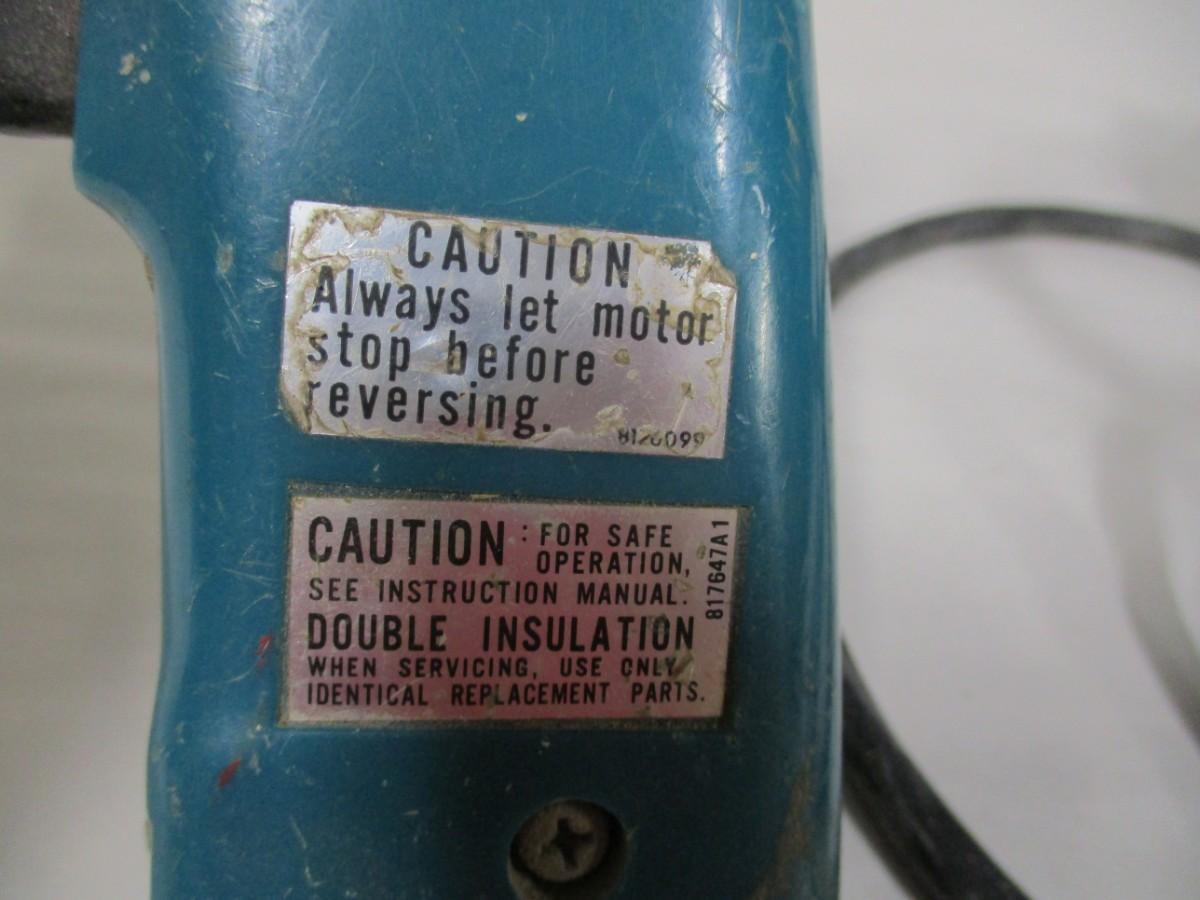 CAUTION
Always let motor
stop before
reversing.
CAUTION : FOR SAFE
OPERATION,
SEE INSTRUCTION MANUAL.
DOUBLE INSULATION
WHEN SERVICING, USE ONLY
IDENTICAL REPLACEMENT PARTS.
817647A1